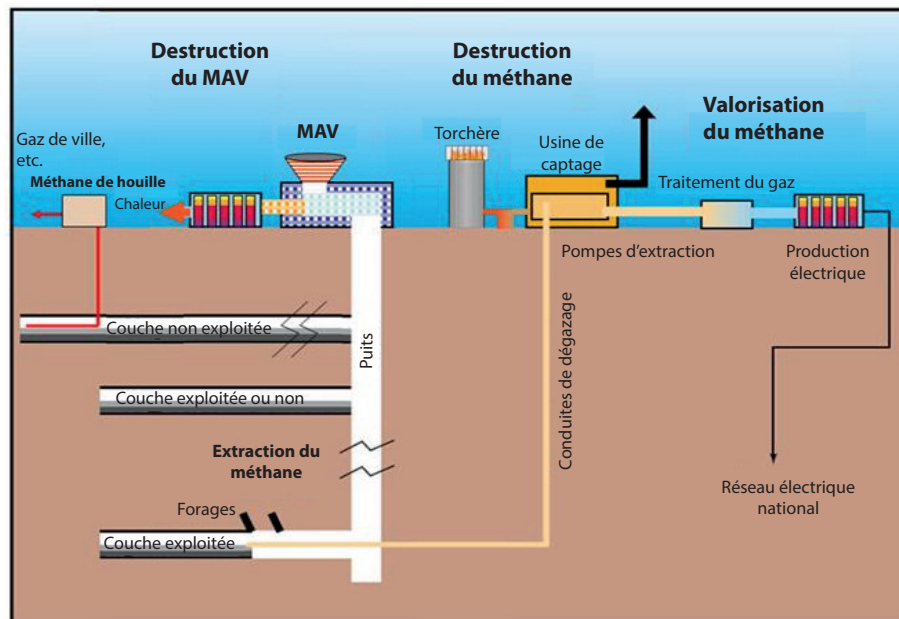 Destruction
du MAV
Destruction
du méthane
Valorisation
du méthane
Gaz de ville,
etc.
Méthane de houille
Chaleur
MAV
Torchère
Usine de
captage
Traitement du gaz
Pompes d’extraction
Production
électrique
Couche non exploitée
Puits
Conduites de dégazage
Couche exploitée ou non
Extraction du
méthane
Forages
Couche exploitée
Réseau électrique
national